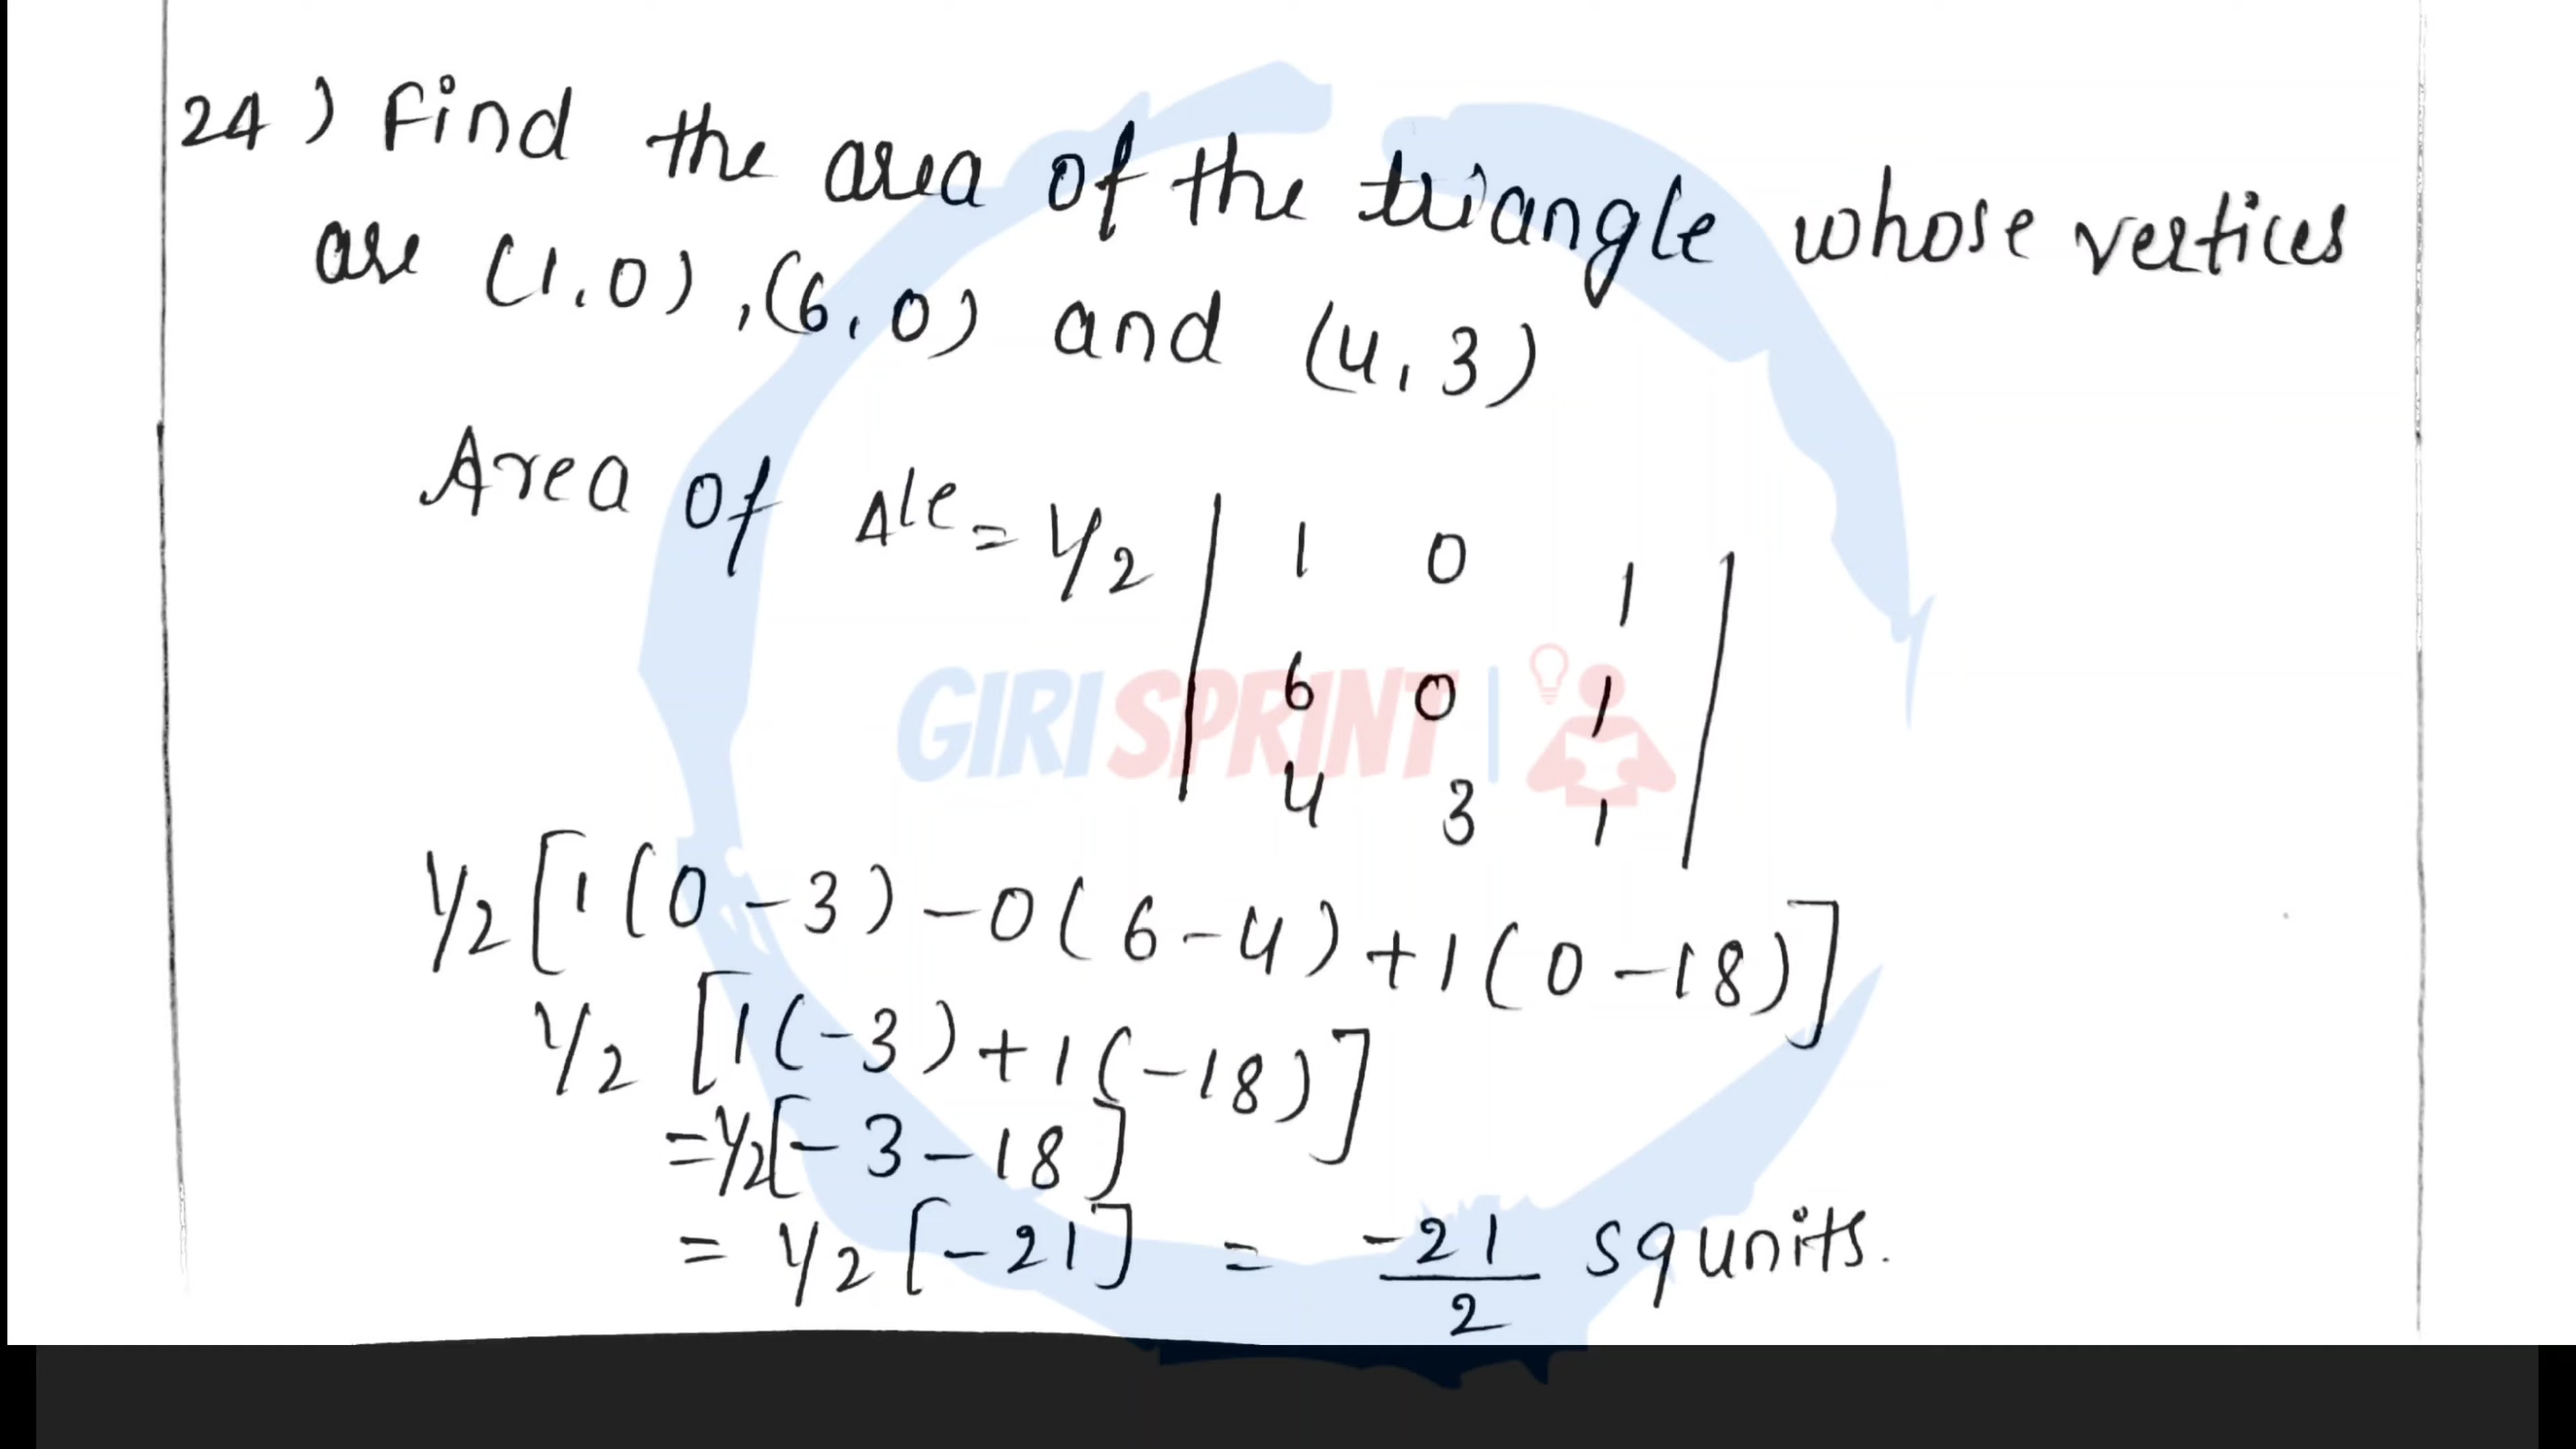 24) Find the area of the triangle whose vertices
are (1,0), (6,0) and (4,3)
Area of Δle = 1/2 | 1 0 1 |
6 0 1
4 3 1
GIRISPRINT
1/2 [1(0-3) -0(6-4) +1(0-18)]
1/2 [1(-3)+1(-18)]
=1/2[-3-18]
= 1/2 [-21] = -21/2 sq units.